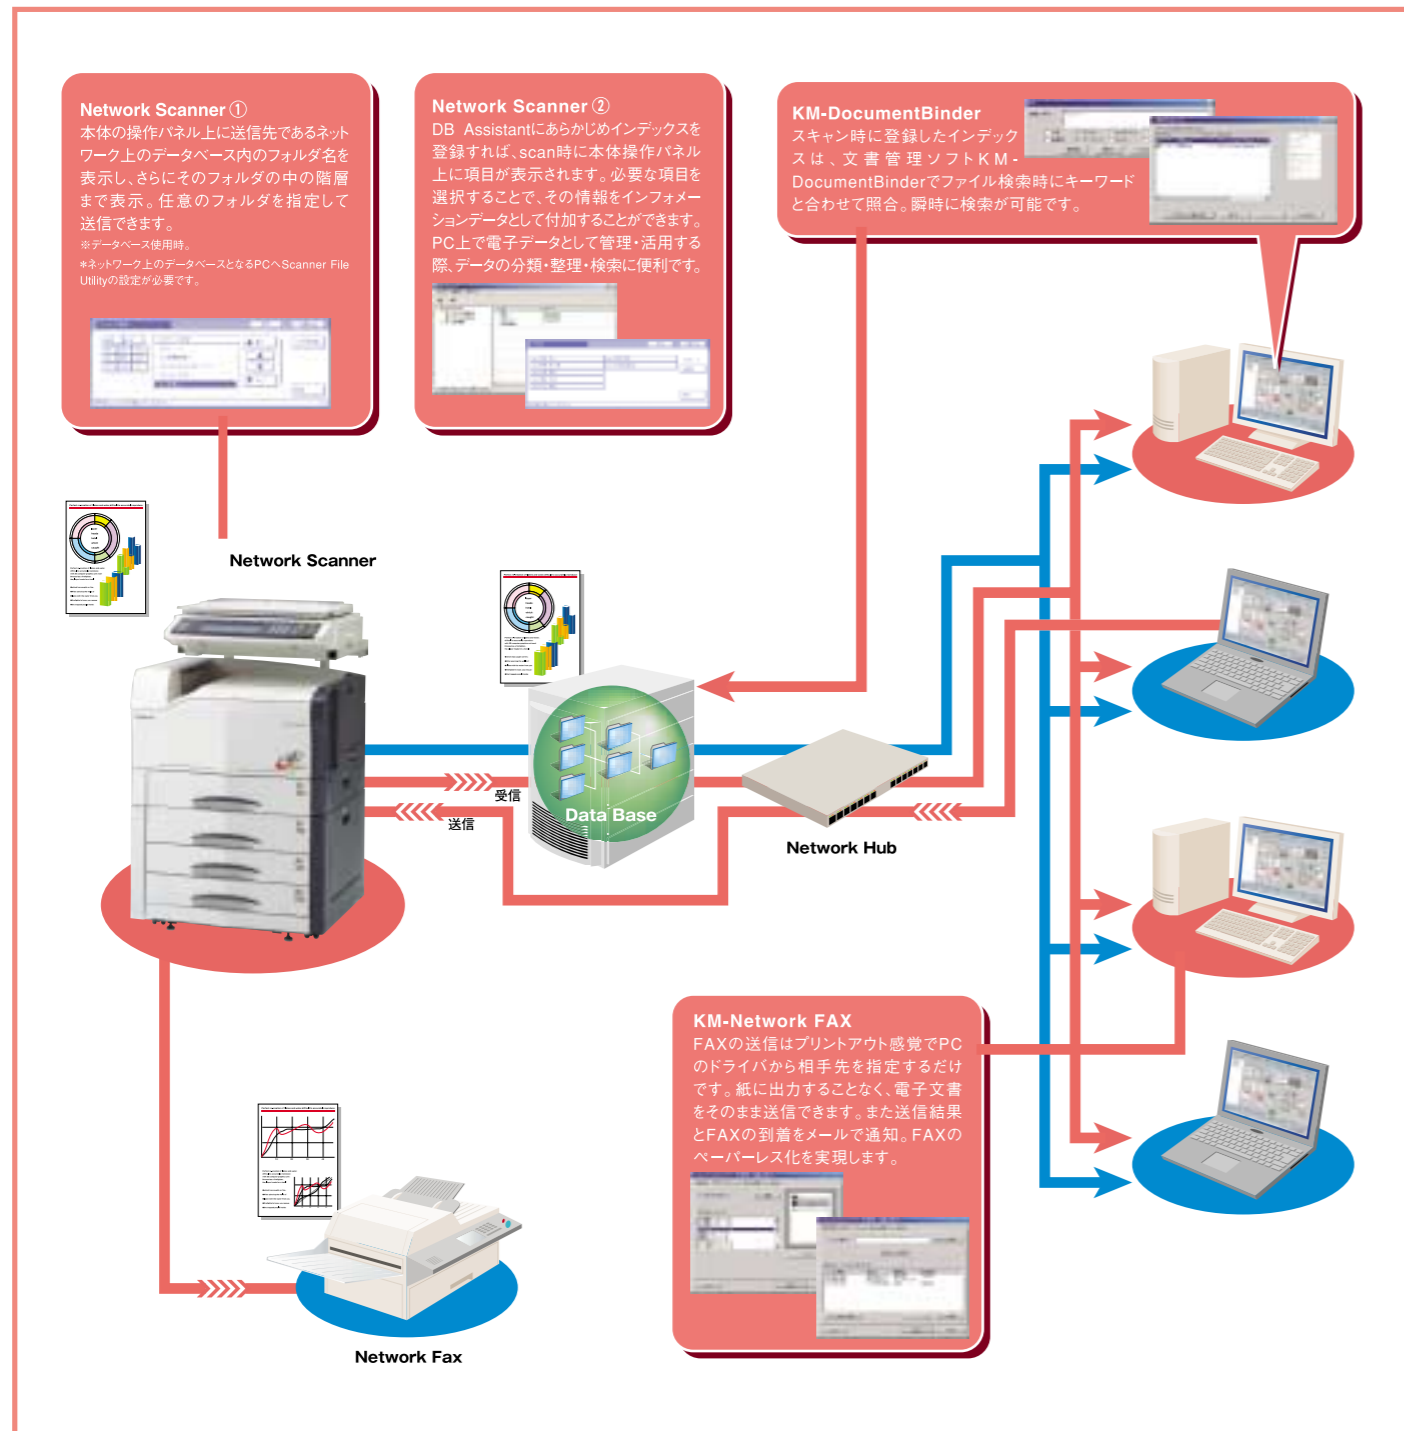 Network Scanner①
本体の操作パネル上に送信先であるネット
ワーク上のデータベース内のフォルダ名を
表示し、さらにそのフォルダの中の階層
まで表示。任意のフォルダを指定して
送信できます。
※データベース使用時。
*ネットワーク上のデータベースとなるPCへScanner File
Utilityの設定が必要です。
Network Scanner②
DB Assistantにあらかじめインデックスを
登録すれば、scan時に本体操作パネル
上に項目が表示されます。必要な項目を
選択することで、その情報をインフォメー
ションデータとして付加することができます。
PC上で電子データとして管理・活用する
際、データの分類・整理・検索に便利です。
KM-DocumentBinder
スキャン時に登録したインデック
スは、文書管理ソフトKM-
DocumentBinderでファイル検索時にキーワード
と合わせて照合。瞬時に検索が可能です。
Network Scanner
受信
送信
Data Base
Network Hub
KM-Network FAX
FAXの送信はプリントアウト感覚でPC
のドライバから相手先を指定するだけ
です。紙に出力することなく、電子文書
をそのまま送信できます。また送信結果
とFAXの到着をメールで通知。FAXの
ペーパーレス化を実現します。
Network Fax